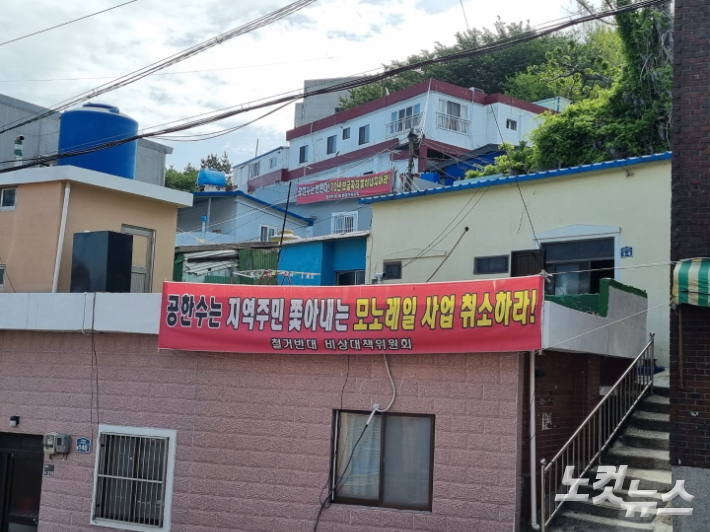 공한수는 지역주민 쫓아내는 모노레일 사업 취소하라!
철거반대 비상대책위원회
노컷뉴스